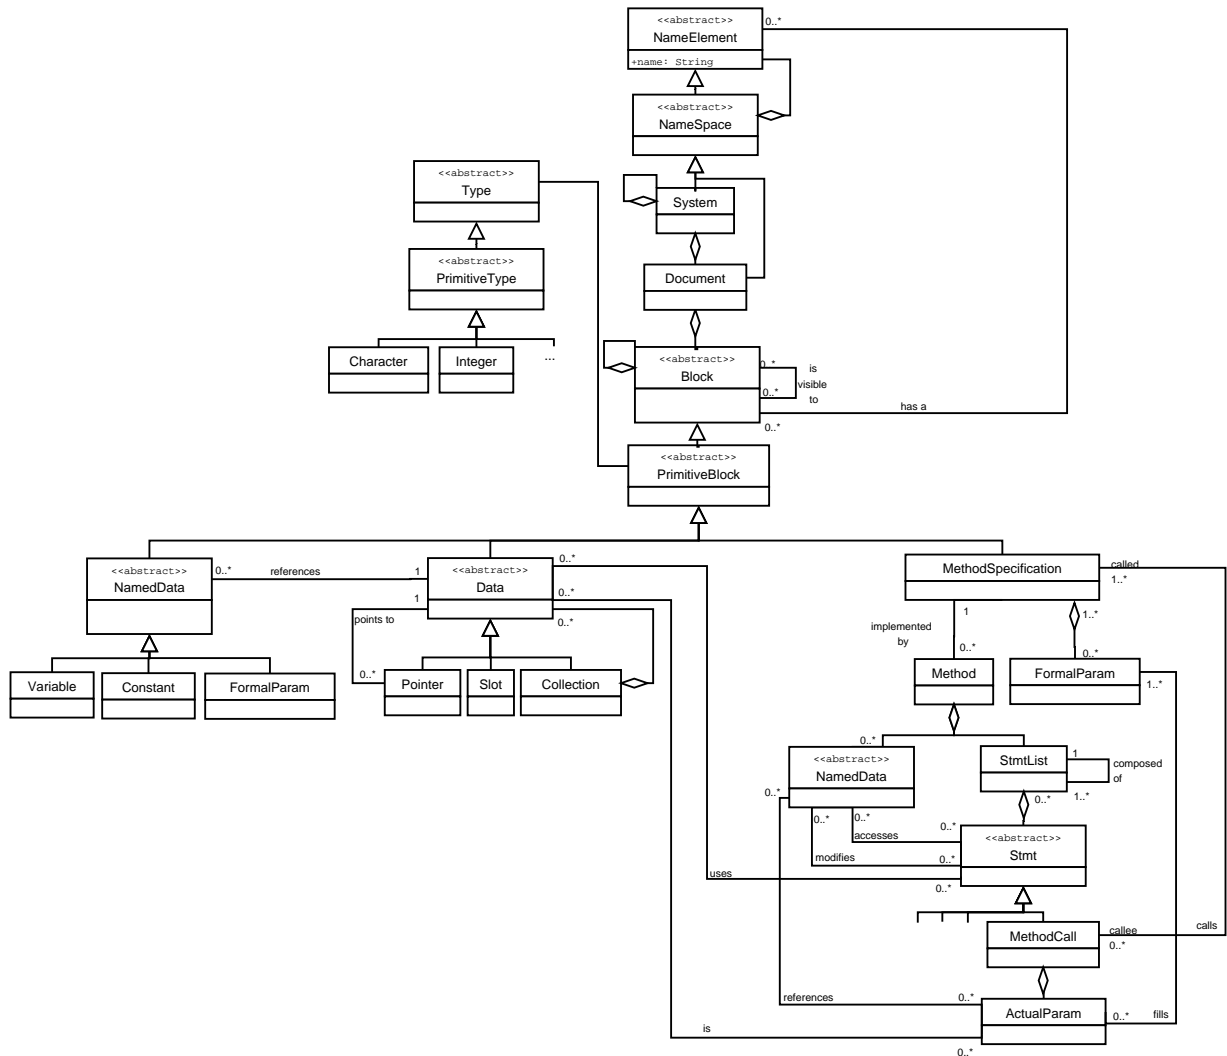 <<abstract>>
NameElement
+name: String
0..*
<<abstract>>
NameSpace
<<abstract>>
Type
System
<<abstract>>
PrimitiveType
Document
Character
Integer
...
<<abstract>>
Block
0..*
is
visible
to
0..*
has a
0..*
<<abstract>>
PrimitiveBlock
<<abstract>>
NamedData
0..*
references
1
<<abstract>>
Data
0..*
0..*
1
points to
0..*
0..*
MethodSpecification
called
1..*
1
implemented
by
0..*
1..*
0..*
Variable
Constant
FormalParam
Pointer
Slot
Collection
Method
FormalParam
1..*
0..*
<<abstract>>
NamedData
0..*
StmtList
1
composed
of
1..*
0..*
0..*
0..*
accesses
0..*
modifies
0..*
<<abstract>>
Stmt
uses
0..*
MethodCall
callee
0..*
calls
references
0..*
ActualParam
0..*
fills
is
0..*